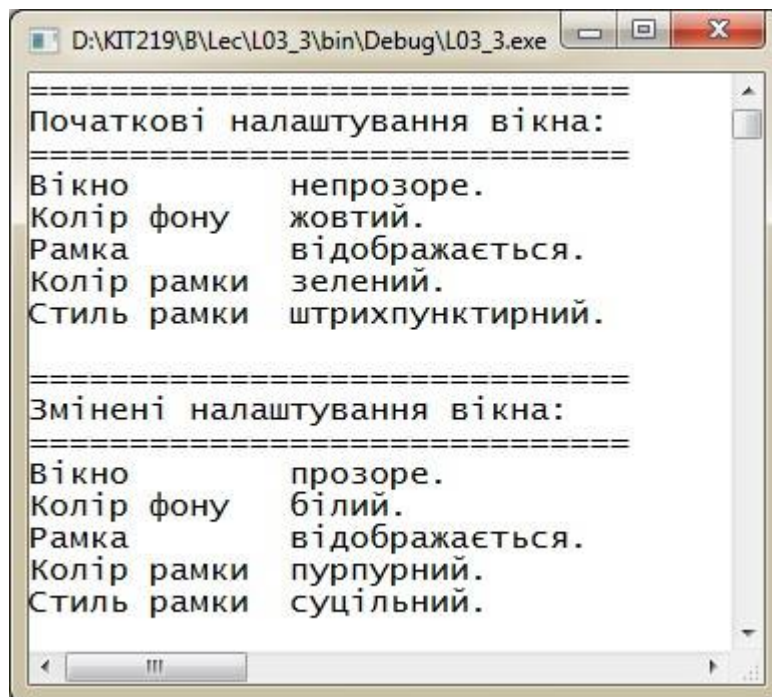 D:\KIT219\B\Lec\L03_3\bin\Debug\L03_3.exe
==============================
Початкові налаштування вікна:
==============================
Вікно        непрозоре.
Колір фону   жовтий.
Рамка        відображається.
Колір рамки  зелений.
Стиль рамки  штрихпунктирний.
==============================
Змінені налаштування вікна:
==============================
Вікно        прозоре.
Колір фону   білий.
Рамка        відображається.
Колір рамки  пурпурний.
Стиль рамки  суцільний.